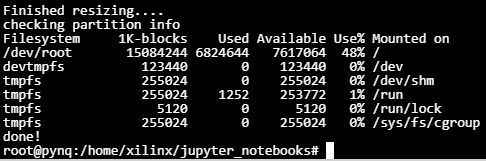 Finished resizing....
checking partition info
Filesystem     1K-blocks    Used Available Use% Mounted on
/dev/root       15084244 6824644   7617064  48% /
devtmpfs          123440       0    123440   0% /dev
tmpfs             255024       0    255024   0% /dev/shm
tmpfs             255024    1252    253772   1% /run
tmpfs               5120       0      5120   0% /run/lock
tmpfs             255024       0    255024   0% /sys/fs/cgroup
done!
root@pynq:/home/xilinx/jupyter_notebooks#